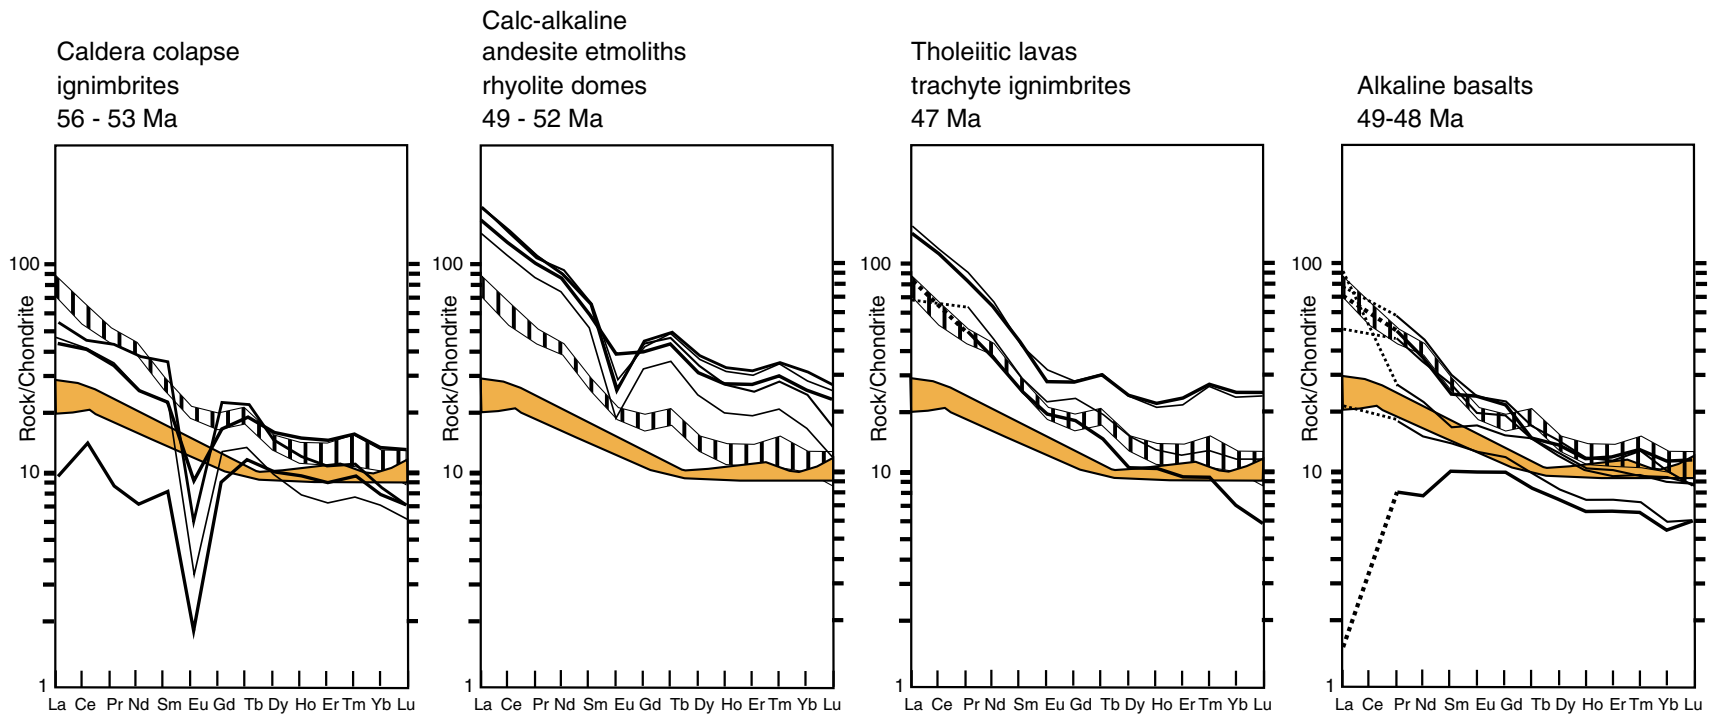 Caldera colapse
ignimbrites
56 - 53 Ma
100
10
1
Rock/Chondrite
La Ce Pr Nd Sm Eu Gd Tb Dy Ho Er Tm Yb Lu
Calc-alkaline
andesite etmoliths
rhyolite domes
49 - 52 Ma
100
10
1
Rock/Chondrite
La Ce Pr Nd Sm Eu Gd Tb Dy Ho Er Tm Yb Lu
Tholeiitic lavas
trachyte ignimbrites
47 Ma
100
10
1
Rock/Chondrite
La Ce Pr Nd Sm Eu Gd Tb Dy Ho Er Tm Yb Lu
Alkaline basalts
49-48 Ma
100
10
1
Rock/Chondrite
La Ce Pr Nd Sm Eu Gd Tb Dy Ho Er Tm Yb Lu